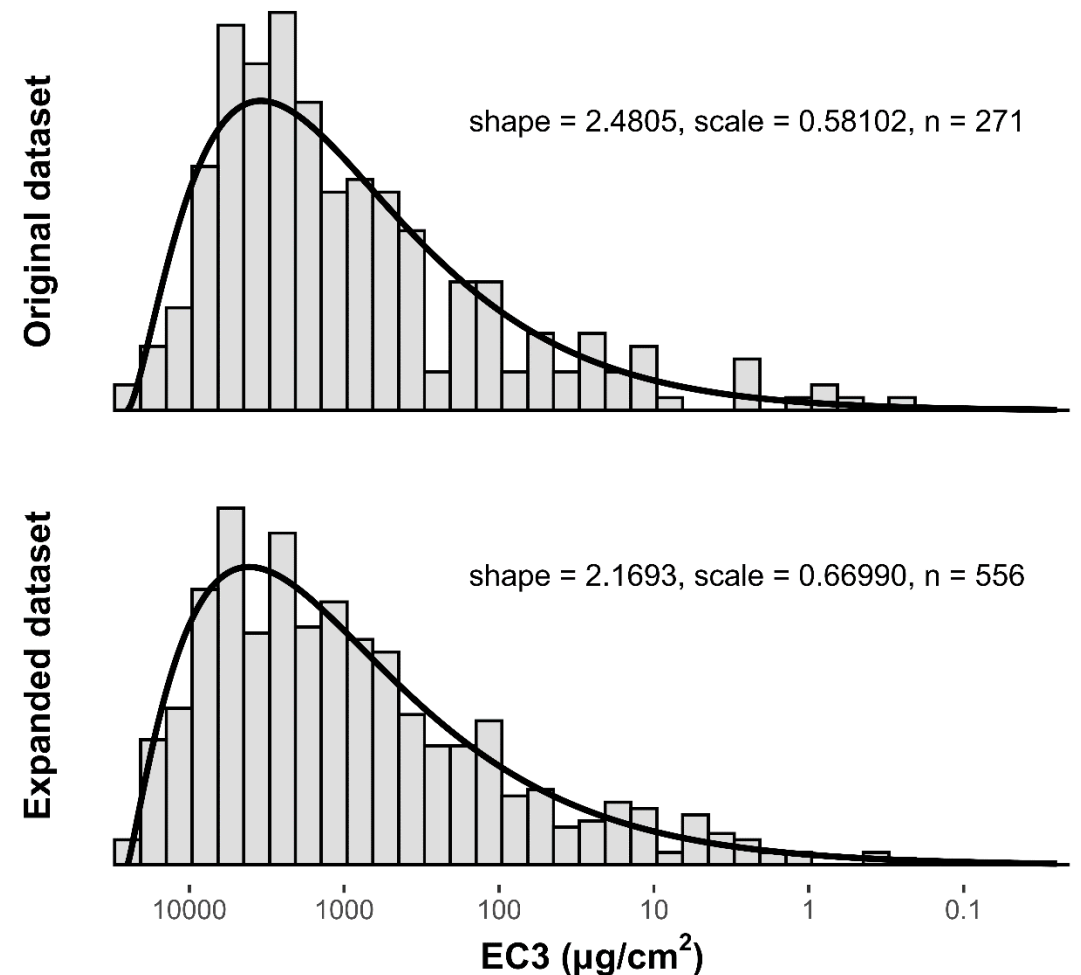 Original dataset
shape = 2.4805, scale = 0.58102, n = 271
Expanded dataset
shape = 2.1693, scale = 0.66990, n = 556
10000 1000 100 10 1 0.1
EC3 (μg/cm²)